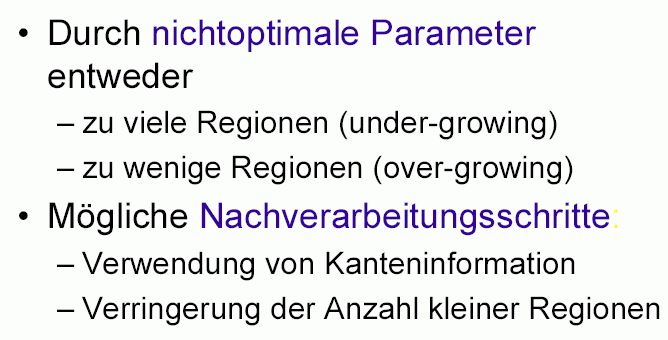 • Durch nichtoptimale Parameter
entweder
– zu viele Regionen (under-growing)
– zu wenige Regionen (over-growing)
• Mögliche Nachverarbeitungsschritte:
– Verwendung von Kanteninformation
– Verringerung der Anzahl kleiner Regionen